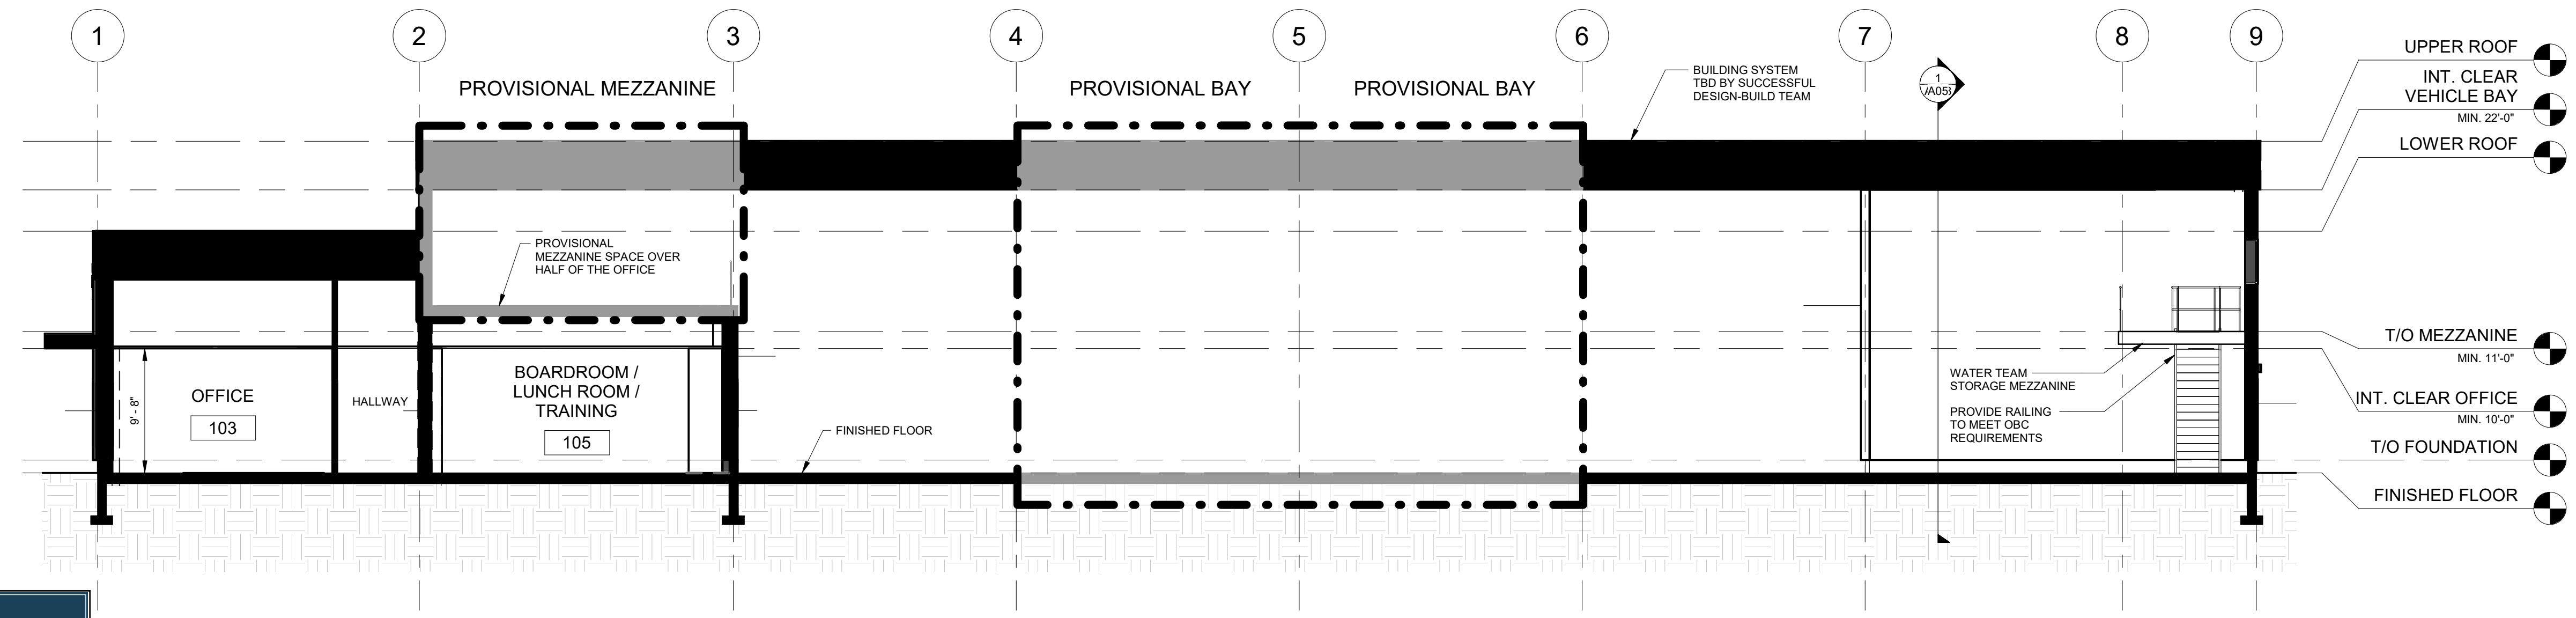 1 2 3 4 5 6 7 8 9
PROVISIONAL MEZZANINE
PROVISIONAL BAY
PROVISIONAL BAY
BUILDING SYSTEM
TBD BY SUCCESSFUL
DESIGN-BUILD TEAM
1
UPPER ROOF
INT. CLEAR
VEHICLE BAY
MIN. 22'-0"
LOWER ROOF
PROVISIONAL
MEZZANINE SPACE OVER
HALF OF THE OFFICE
OFFICE
103
9' - 8"
HALLWAY
BOARDROOM /
LUNCH ROOM /
TRAINING
105
FINISHED FLOOR
WATER TEAM
STORAGE MEZZANINE
PROVIDE RAILING
TO MEET OBC
REQUIREMENTS
T/O MEZZANINE
MIN. 11'-0"
INT. CLEAR OFFICE
MIN. 10'-0"
T/O FOUNDATION
FINISHED FLOOR